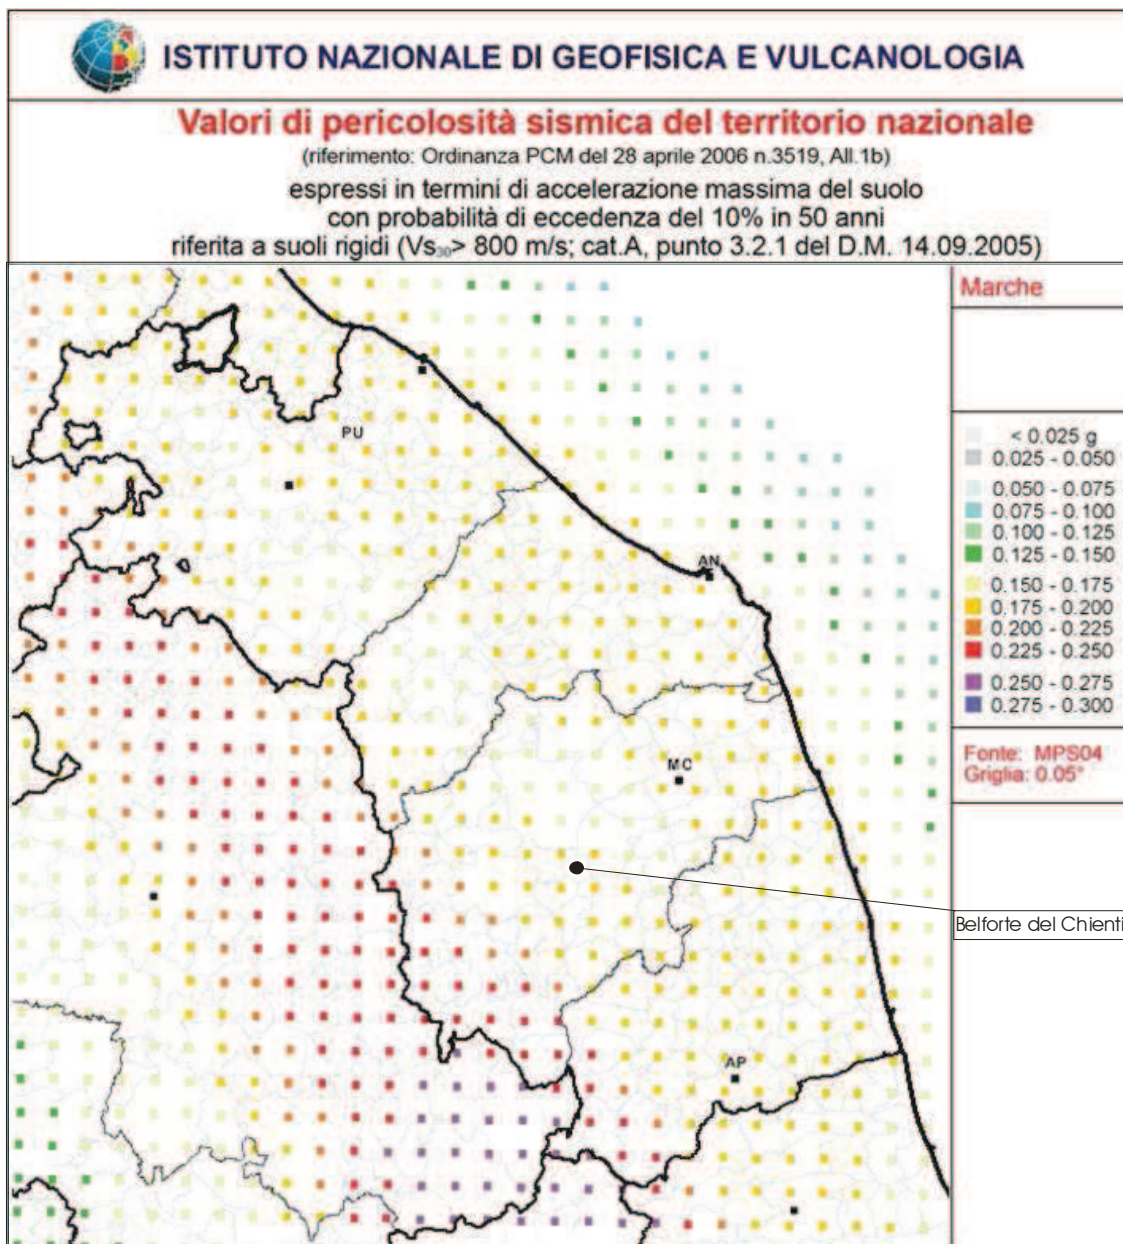 ISTITUTO NAZIONALE DI GEOFISICA E VULCANOLOGIA
Valori di pericolosità sismica del territorio nazionale
(riferimento: Ordinanza PCM del 28 aprile 2006 n.3519, All.1b)
espressi in termini di accelerazione massima del suolo
con probabilità di eccedenza del 10% in 50 anni
riferita a suoli rigidi (Vs₃₀> 800 m/s; cat.A, punto 3.2.1 del D.M. 14.09.2005)
Marche
< 0.025 g
0.025 - 0.050
0.050 - 0.075
0.075 - 0.100
0.100 - 0.125
0.125 - 0.150
0.150 - 0.175
0.175 - 0.200
0.200 - 0.225
0.225 - 0.250
0.250 - 0.275
0.275 - 0.300
Fonte: MPS04
Griglia: 0.05°
Belforte del Chienti
PU
AN
MC
AP